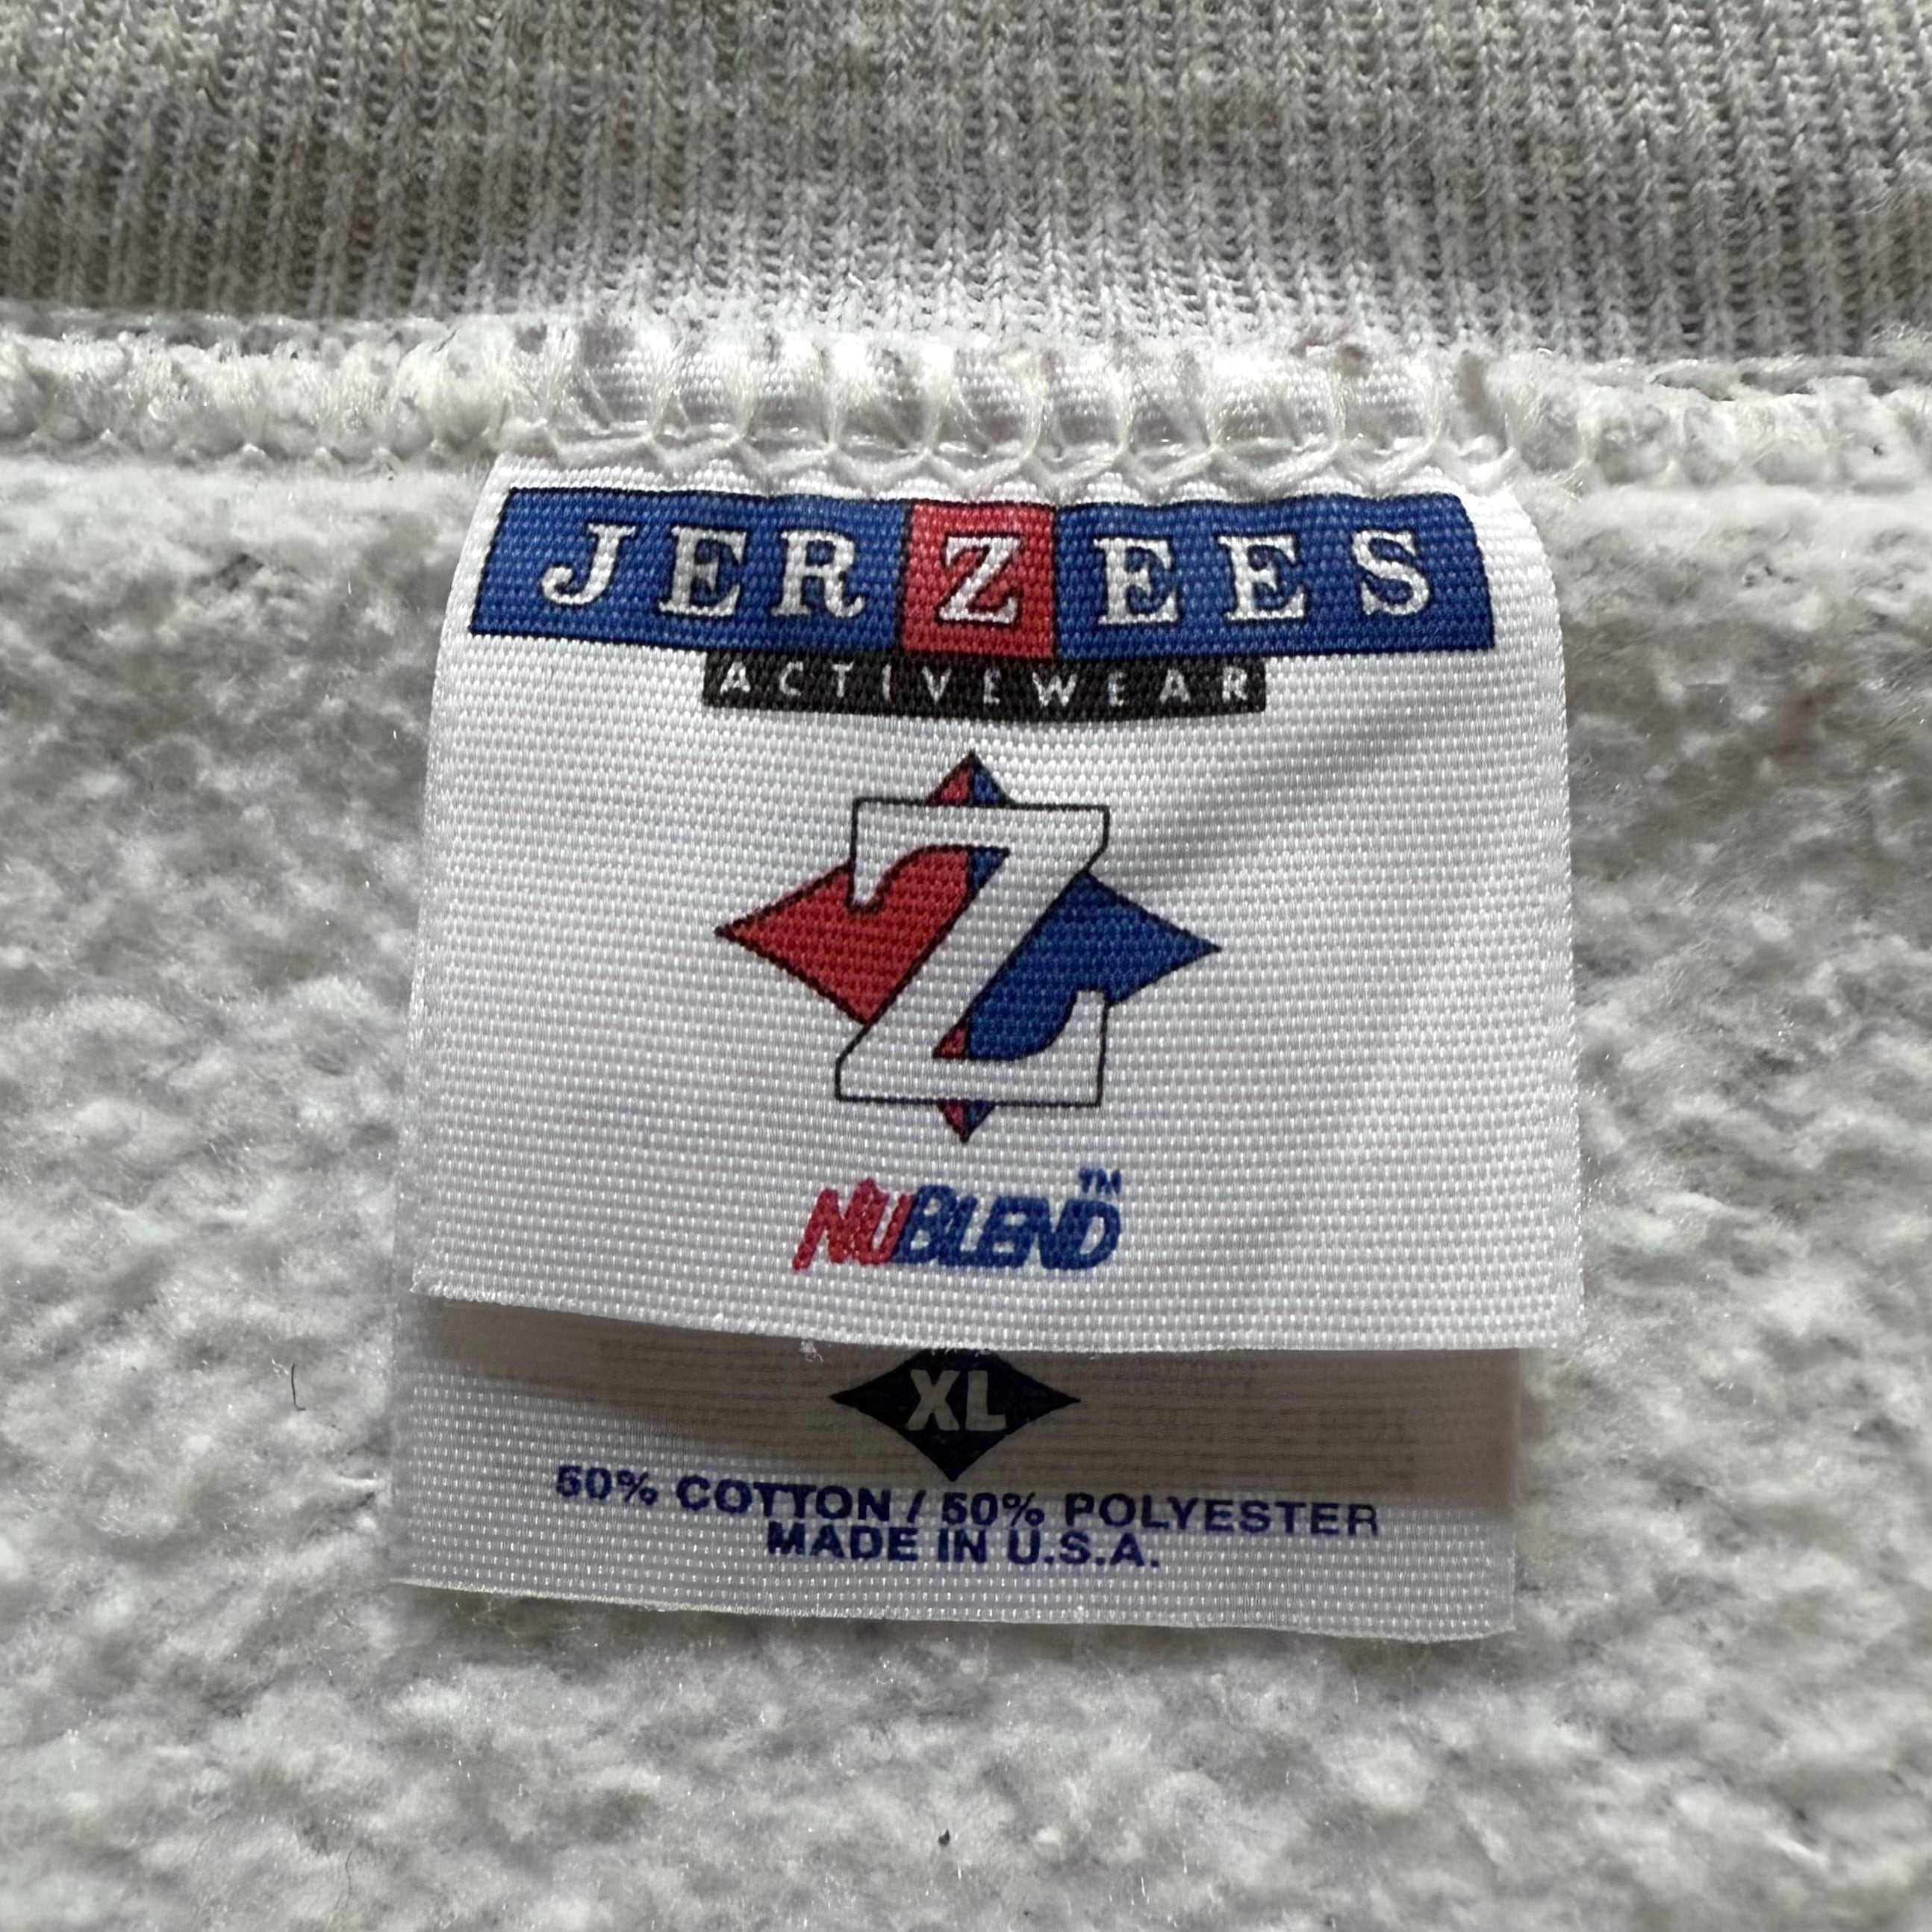 JERZEES
ACTIVEWEAR
Z
NUBLEND™
XL
50% COTTON / 50% POLYESTER
MADE IN U.S.A.